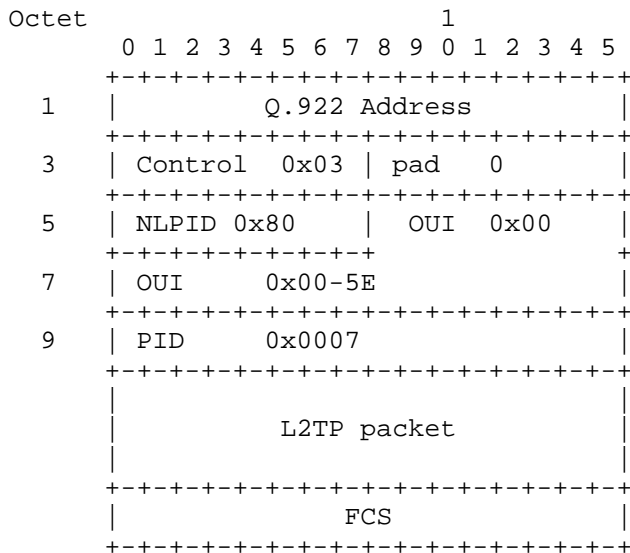 Octet                      1
       0 1 2 3 4 5 6 7 8 9 0 1 2 3 4 5
      +-+-+-+-+-+-+-+-+-+-+-+-+-+-+-+-+
  1   |         Q.922 Address         |
      +-+-+-+-+-+-+-+-+-+-+-+-+-+-+-+-+
  3   | Control  0x03 | pad   0       |
      +-+-+-+-+-+-+-+-+-+-+-+-+-+-+-+-+
  5   | NLPID 0x80    |  OUI  0x00    |
      +-+-+-+-+-+-+-+-+               +
  7   | OUI      0x00-5E              |
      +-+-+-+-+-+-+-+-+-+-+-+-+-+-+-+-+
  9   | PID      0x0007               |
      +-+-+-+-+-+-+-+-+-+-+-+-+-+-+-+-+
      |                               |
      |          L2TP packet          |
      |                               |
      +-+-+-+-+-+-+-+-+-+-+-+-+-+-+-+-+
      |              FCS              |
      +-+-+-+-+-+-+-+-+-+-+-+-+-+-+-+-+